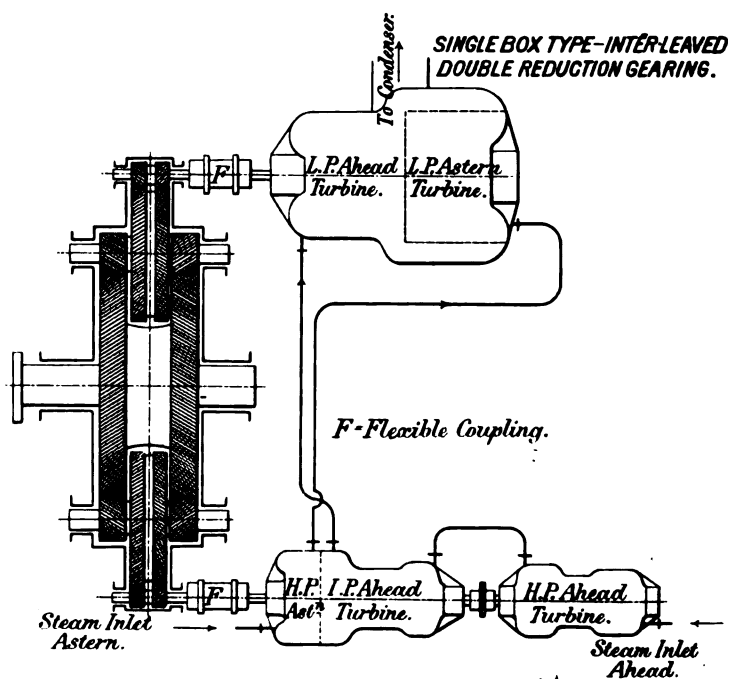 SINGLE BOX TYPE-INTER-LEAVED
DOUBLE REDUCTION GEARING.
To Condenser.
F
L.P. Ahead
Turbine.
L.P. Astern
Turbine.
F=Flexible Coupling.
F
H.P.
Astn
I.P. Ahead
Turbine.
H.P. Ahead
Turbine.
Steam Inlet
Astern.
Steam Inlet
Ahead.